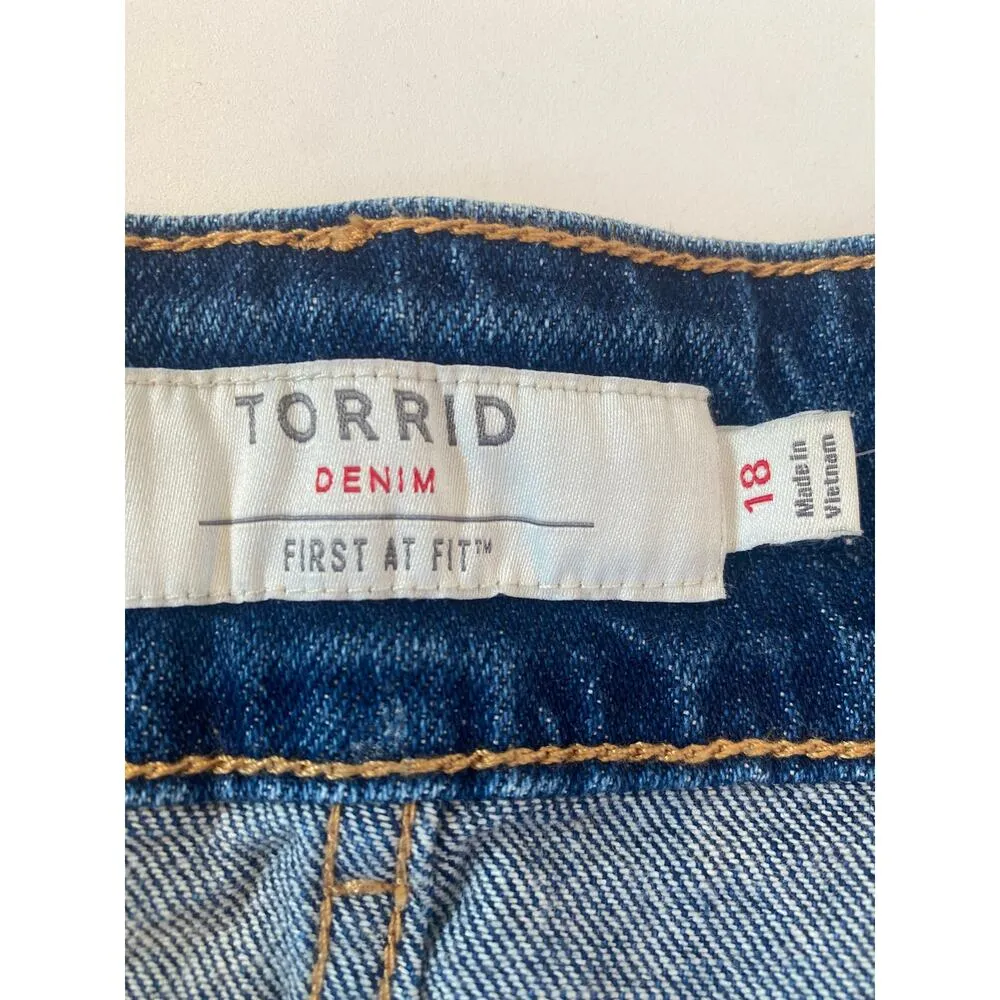 TORRID
DENIM
FIRST AT FIT™
18
Made in
Vietnam